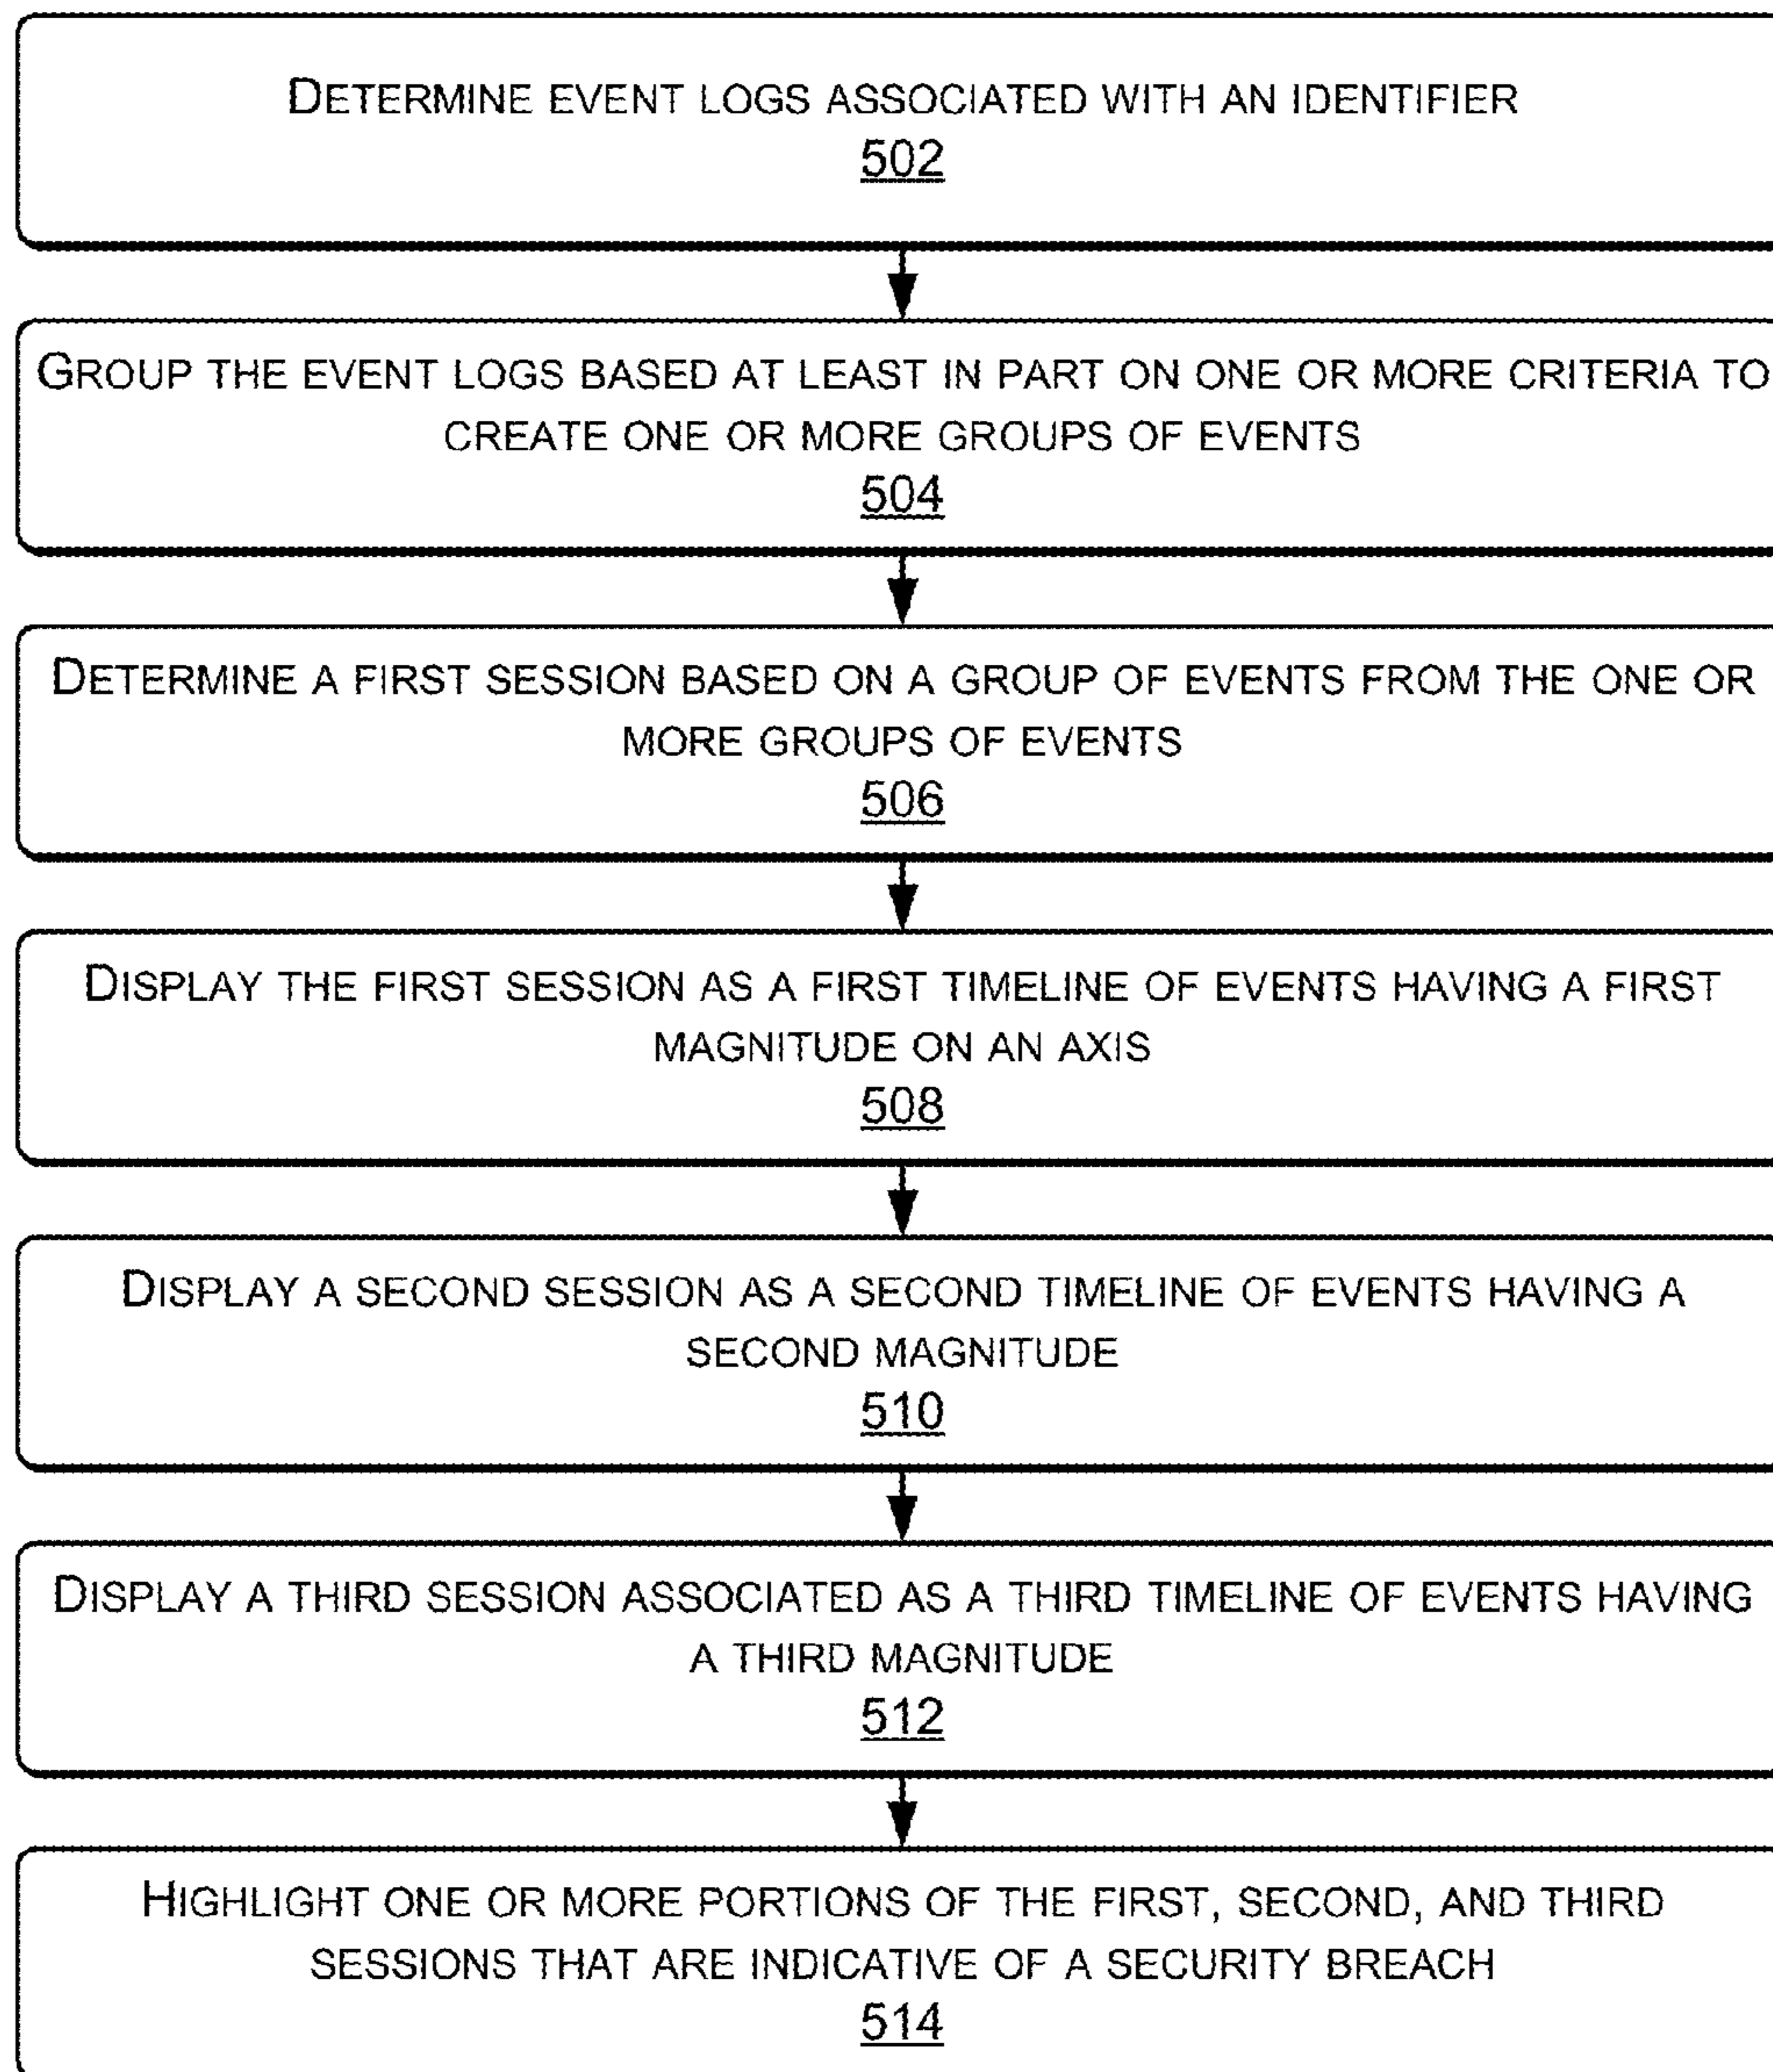 DETERMINE EVENT LOGS ASSOCIATED WITH AN IDENTIFIER
502
GROUP THE EVENT LOGS BASED AT LEAST IN PART ON ONE OR MORE CRITERIA TO
CREATE ONE OR MORE GROUPS OF EVENTS
504
DETERMINE A FIRST SESSION BASED ON A GROUP OF EVENTS FROM THE ONE OR
MORE GROUPS OF EVENTS
506
DISPLAY THE FIRST SESSION AS A FIRST TIMELINE OF EVENTS HAVING A FIRST
MAGNITUDE ON AN AXIS
508
DISPLAY A SECOND SESSION AS A SECOND TIMELINE OF EVENTS HAVING A
SECOND MAGNITUDE
510
DISPLAY A THIRD SESSION ASSOCIATED AS A THIRD TIMELINE OF EVENTS HAVING
A THIRD MAGNITUDE
512
HIGHLIGHT ONE OR MORE PORTIONS OF THE FIRST, SECOND, AND THIRD
SESSIONS THAT ARE INDICATIVE OF A SECURITY BREACH
514